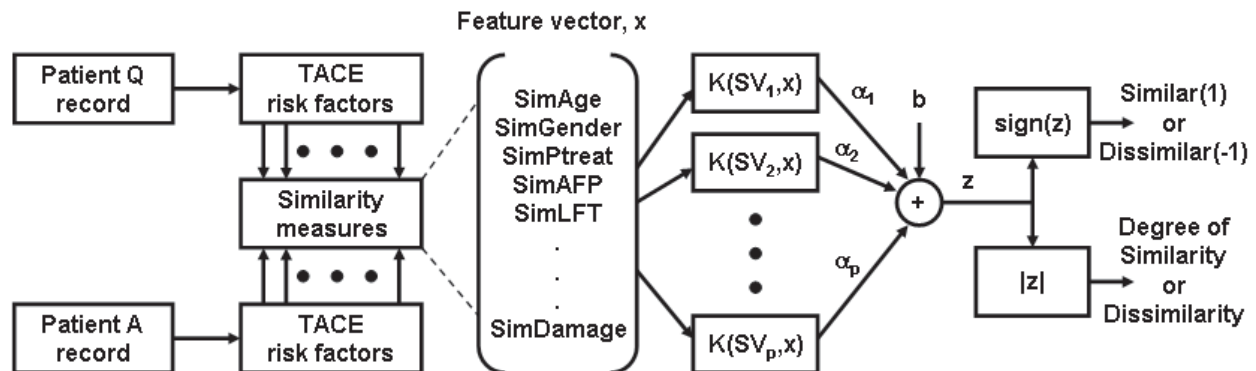 Feature vector, x
Patient Q
record
TACE
risk factors
Similarity
measures
Patient A
record
TACE
risk factors
SimAge
SimGender
SimPtreat
SimAFP
SimLFT
.
.
.
SimDamage
K(SV₁,x)
K(SV₂,x)
K(SVₚ,x)
α₁
α₂
αₚ
b
+
z
sign(z)
|z|
Similar(1)
or
Dissimilar(-1)
Degree of
Similarity
or
Dissimilarity